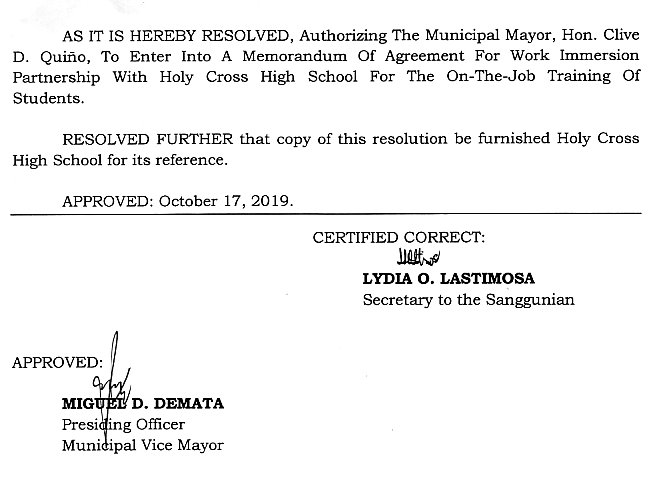 AS IT IS HEREBY RESOLVED, Authorizing The Municipal Mayor, Hon. Clive
D. Quiño, To Enter Into A Memorandum Of Agreement For Work Immersion
Partnership With Holy Cross High School For The On-The-Job Training Of
Students.
RESOLVED FURTHER that copy of this resolution be furnished Holy Cross
High School for its reference.
APPROVED: October 17, 2019.
CERTIFIED CORRECT:
LYDIA O. LASTIMOSA
Secretary to the Sanggunian
APPROVED:
MIGUEL D. DEMATA
Presiding Officer
Municipal Vice Mayor